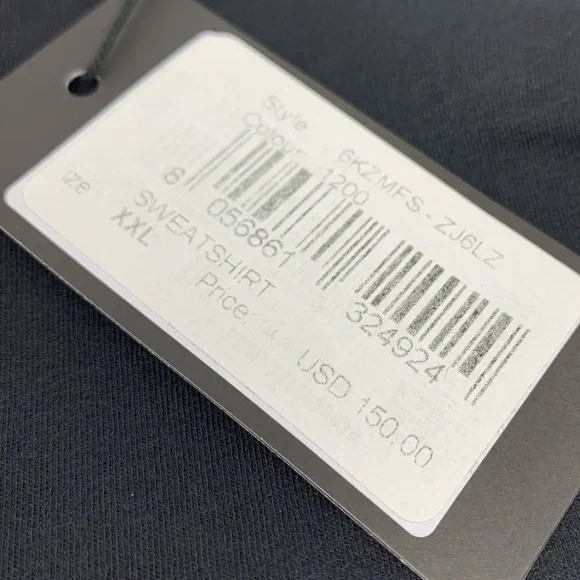 Style 6KZMFS - ZJ6LZ
Colour 1200
8 056861 324924
SWEATSHIRT
ize XXL
Price: USD 150.00